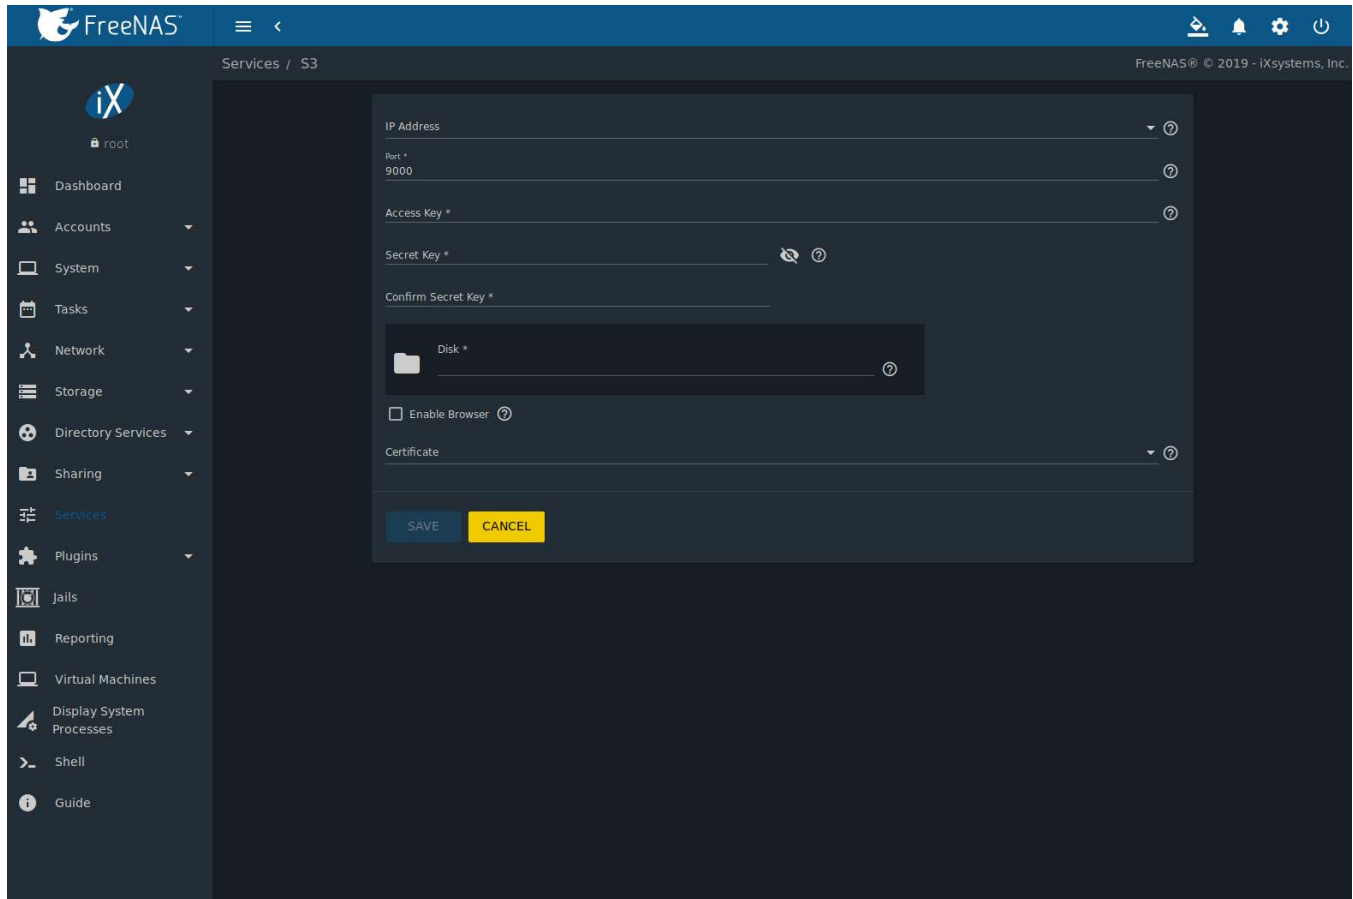 FreeNAS™
Services / S3
FreeNAS® © 2019 - iXsystems, Inc.
iX
root
Dashboard
Accounts
System
Tasks
Network
Storage
Directory Services
Sharing
Services
Plugins
Jails
Reporting
Virtual Machines
Display System
Processes
Shell
Guide
IP Address
Port *
9000
Access Key *
Secret Key *
Confirm Secret Key *
Disk *
Enable Browser
Certificate
SAVE
CANCEL